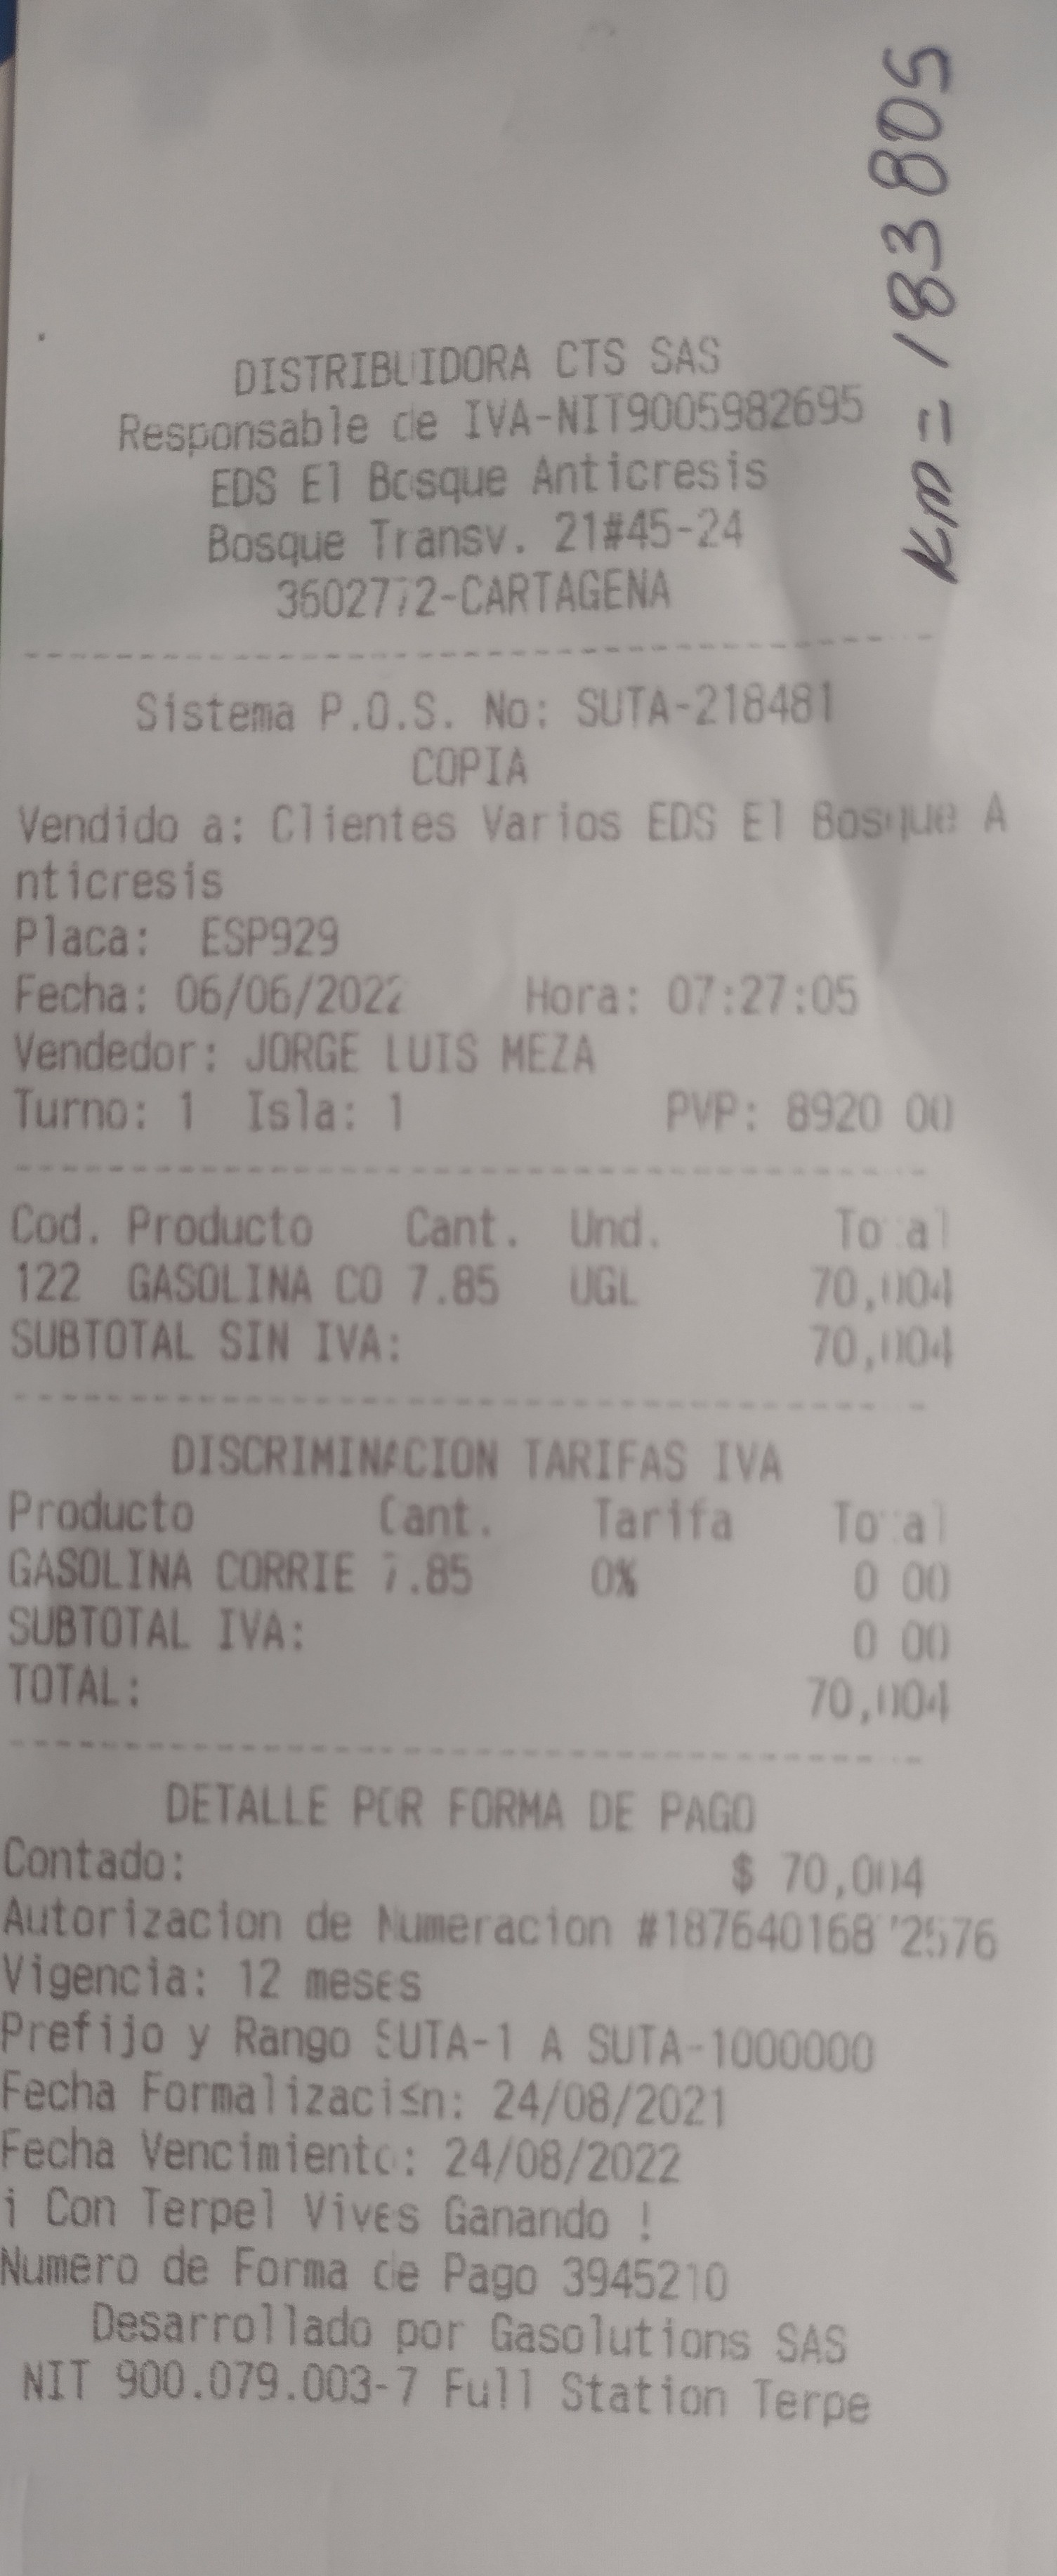 Km = 183805
DISTRIBUIDORA CTS SAS
Responsable de IVA-NIT9005982695
EDS El Bosque Anticresis
Bosque Transv. 21#45-24
3602772-CARTAGENA
Sistema P.O.S. No: SUTA-218481
COPIA
Vendido a: Clientes Varios EDS El Bosque A
nticresis
Placa: ESP929
Fecha: 06/06/2022 Hora: 07:27:05
Vendedor: JORGE LUIS MEZA
Turno: 1 Isla: 1 PVP: 8920 00
Cod. Producto Cant. Und. Total
122 GASOLINA CO 7.85 UGL 70,004
SUBTOTAL SIN IVA: 70,004
DISCRIMINACION TARIFAS IVA
Producto Cant. Tarifa Total
GASOLINA CORRIE 7.85 0% 0 00
SUBTOTAL IVA: 0 00
TOTAL: 70,004
DETALLE POR FORMA DE PAGO
Contado: $ 70,004
Autorizacion de Numeracion
Vigencia: 12 meses
Prefijo y Rango SUTA-1 A SUTA-1000000
Fecha Formalizaci≤n: 24/08/2021
Fecha Vencimiento: 24/08/2022
¡ Con Terpel Vives Ganando !
Numero de Forma de Pago 3945210
Desarrollado por Gasolutions SAS
NIT 900.079.003-7 Full Station Terpe